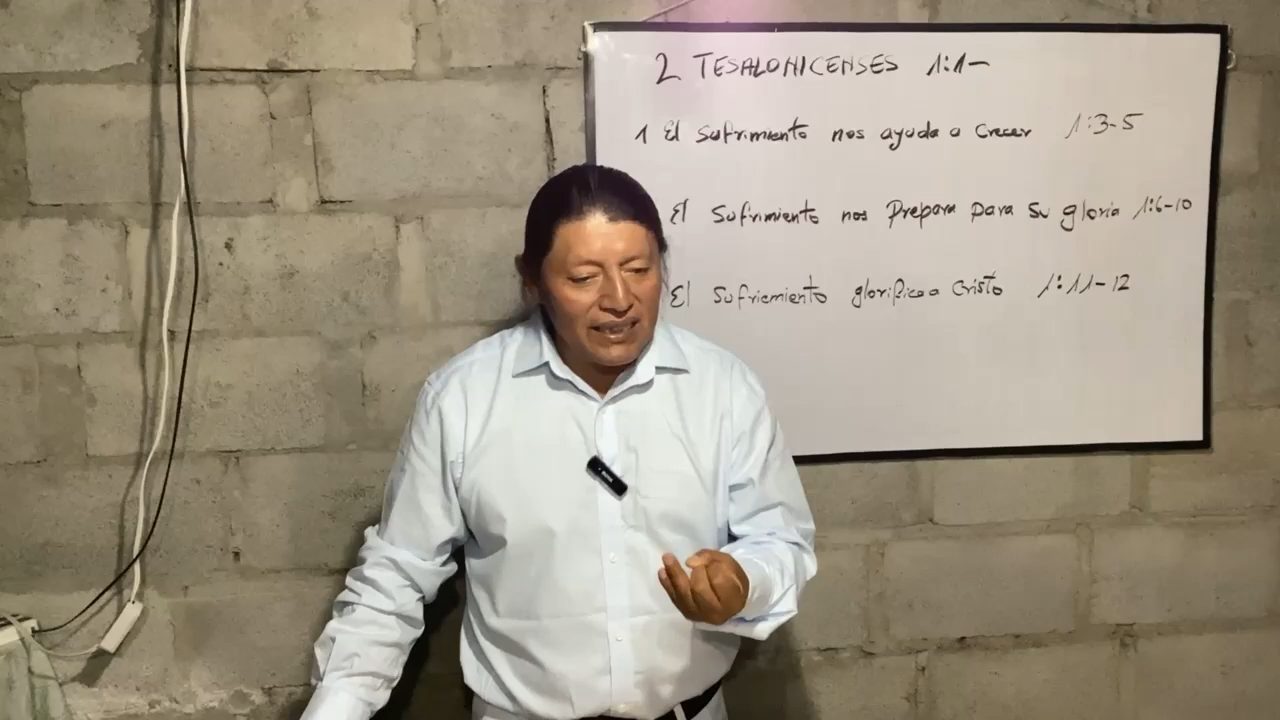 2 TESALONICENSES 1:1-
1 El sufrimiento nos ayuda a Crecer 1:3-5
El Sufrimiento nos Prepara para su gloria 1:6-10
El Sufriemiento glorifica a Cristo 1:11-12